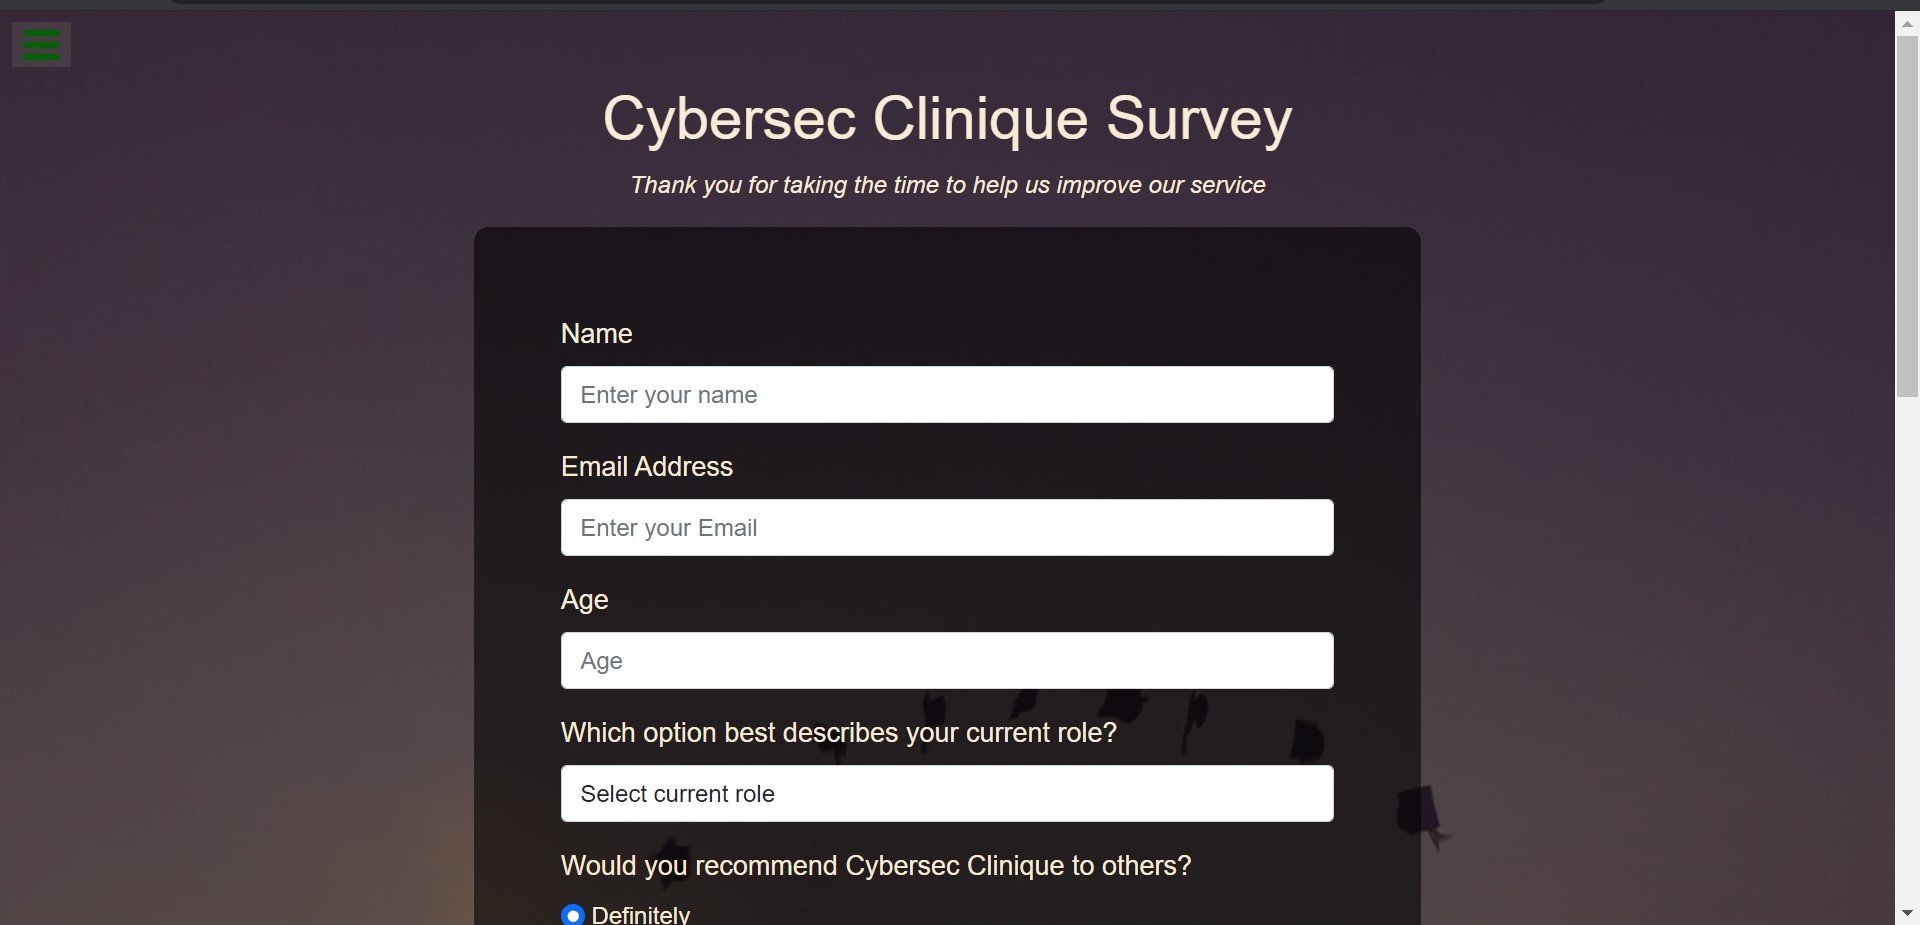 Cybersec Clinique Survey
Thank you for taking the time to help us improve our service
Name
Enter your name
Email Address
Enter your Email
Age
Age
Which option best describes your current role?
Select current role
Would you recommend Cybersec Clinique to others?
Definitely